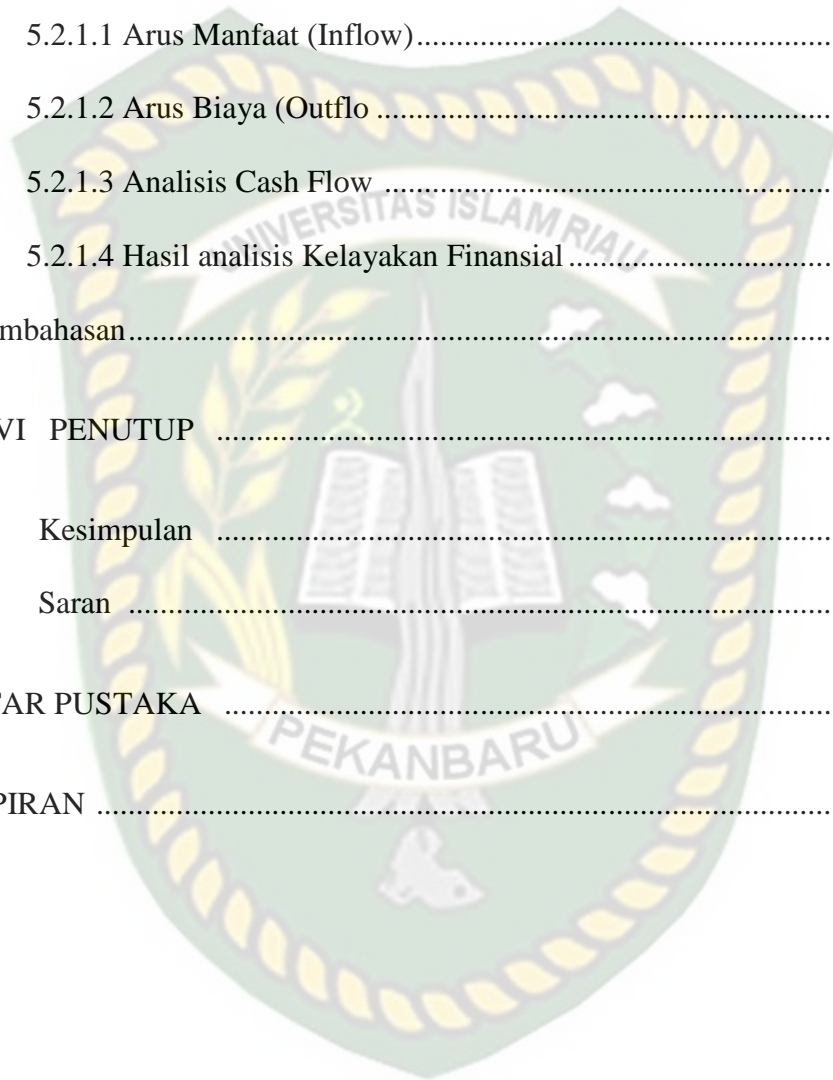 5.2.1.1 Arus Manfaat (Inflow)..................................................
5.2.1.2 Arus Biaya (Outflo ......................................................
5.2.1.3 Analisis Cash Flow ......................................................
UNIVERSITAS ISLAM RIAU
5.2.1.4 Hasil analisis Kelayakan Finansial................................
mbahasan..............................................................................
VI PENUTUP ....................................................................
Kesimpulan ....................................................................
Saran ..............................................................................
AR PUSTAKA ...................................................................
PEKANBARU
PIRAN .................................................................................